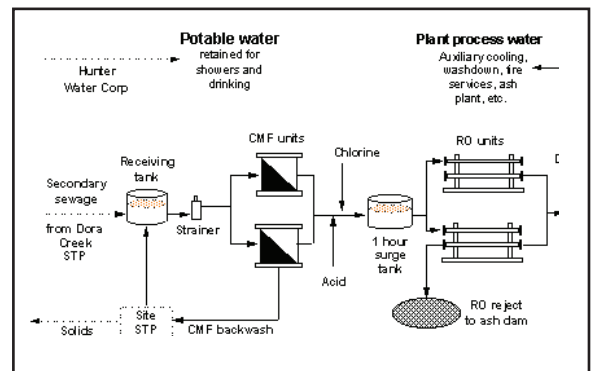 Potable water
retained for
showers and
drinking
Hunter
Water Corp
Plant process water
Auxiliary cooling,
washdown, fire
services, ash
plant, etc.
CMF units
RO units
Receiving
tank
Chlorine
Secondary
sewage
from Dora
Creek
STP
Strainer
1 hour
surge
tank
Acid
Site
STP
Solids
CMF backwash
RO reject
to ash dam